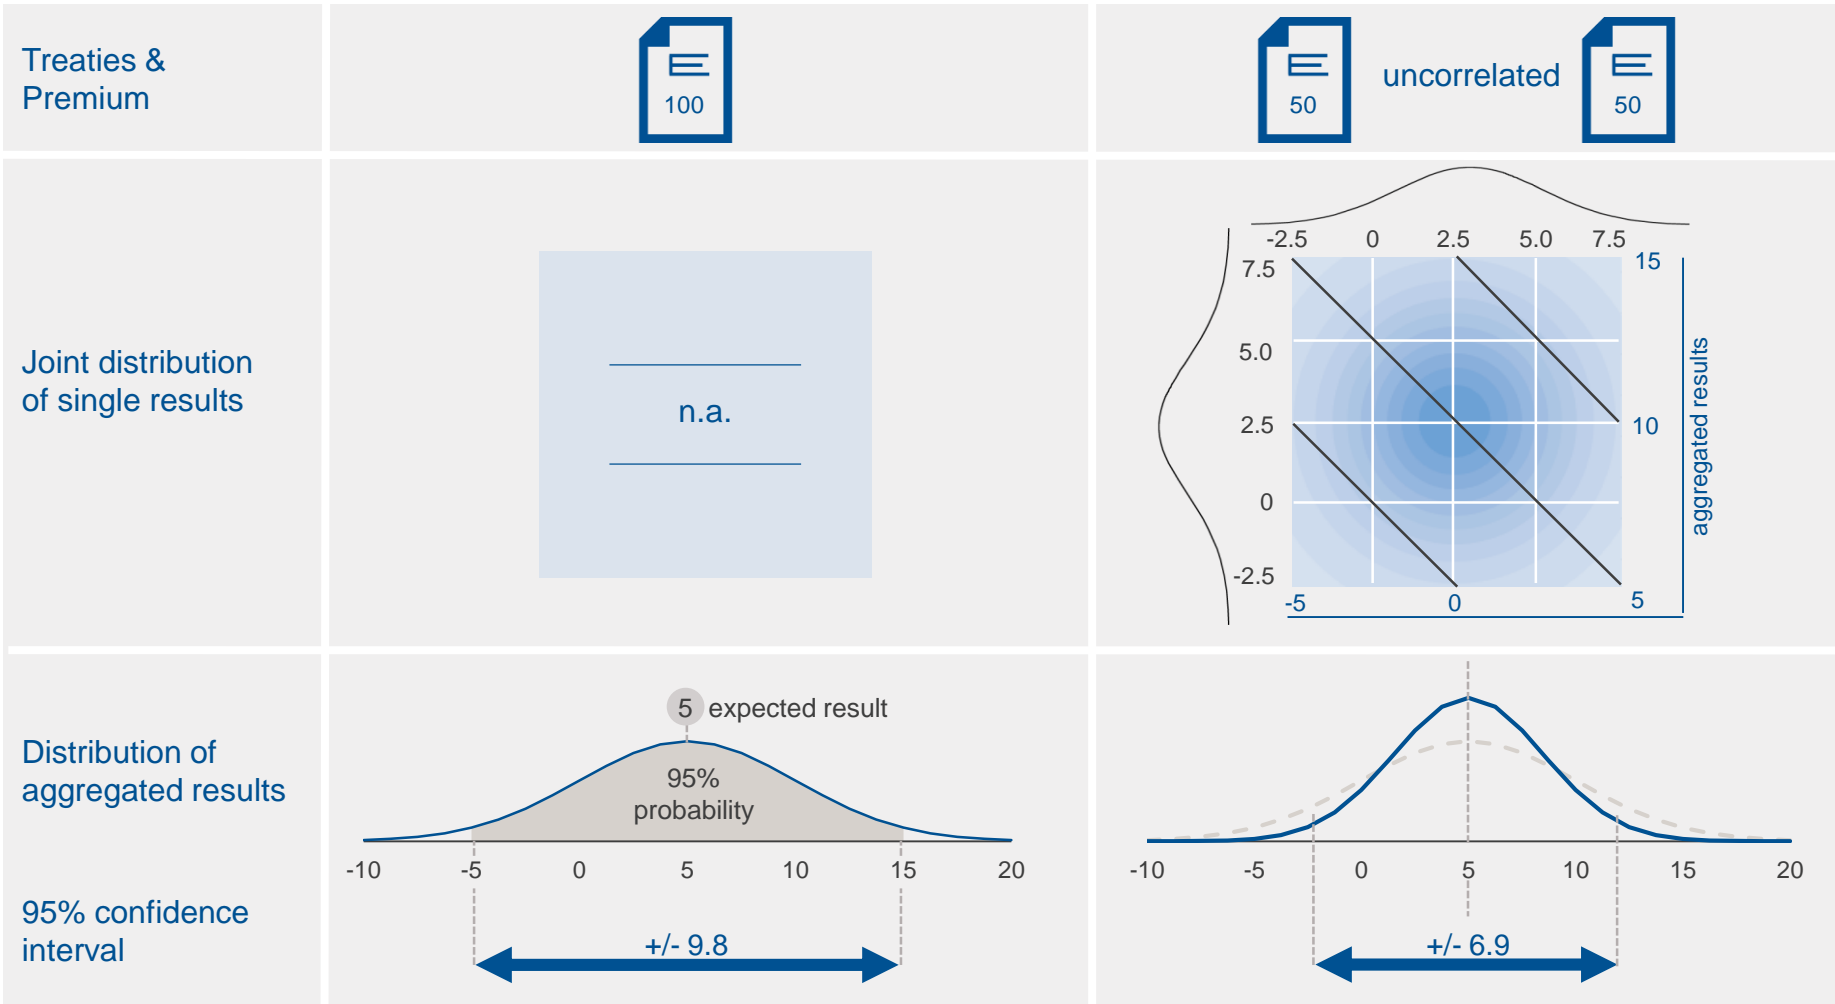 Treaties &
Premium
100
50
uncorrelated
50
Joint distribution
of single results
n.a.
-2.5 0 2.5 5.0 7.5
7.5
5.0
2.5
0
-2.5
15
10
aggregated results
-5 0 5
Distribution of
aggregated results
5 expected result
95%
probability
-10 -5 0 5 10 15 20
-10 -5 0 5 10 15 20
95% confidence
interval
+/- 9.8
+/- 6.9